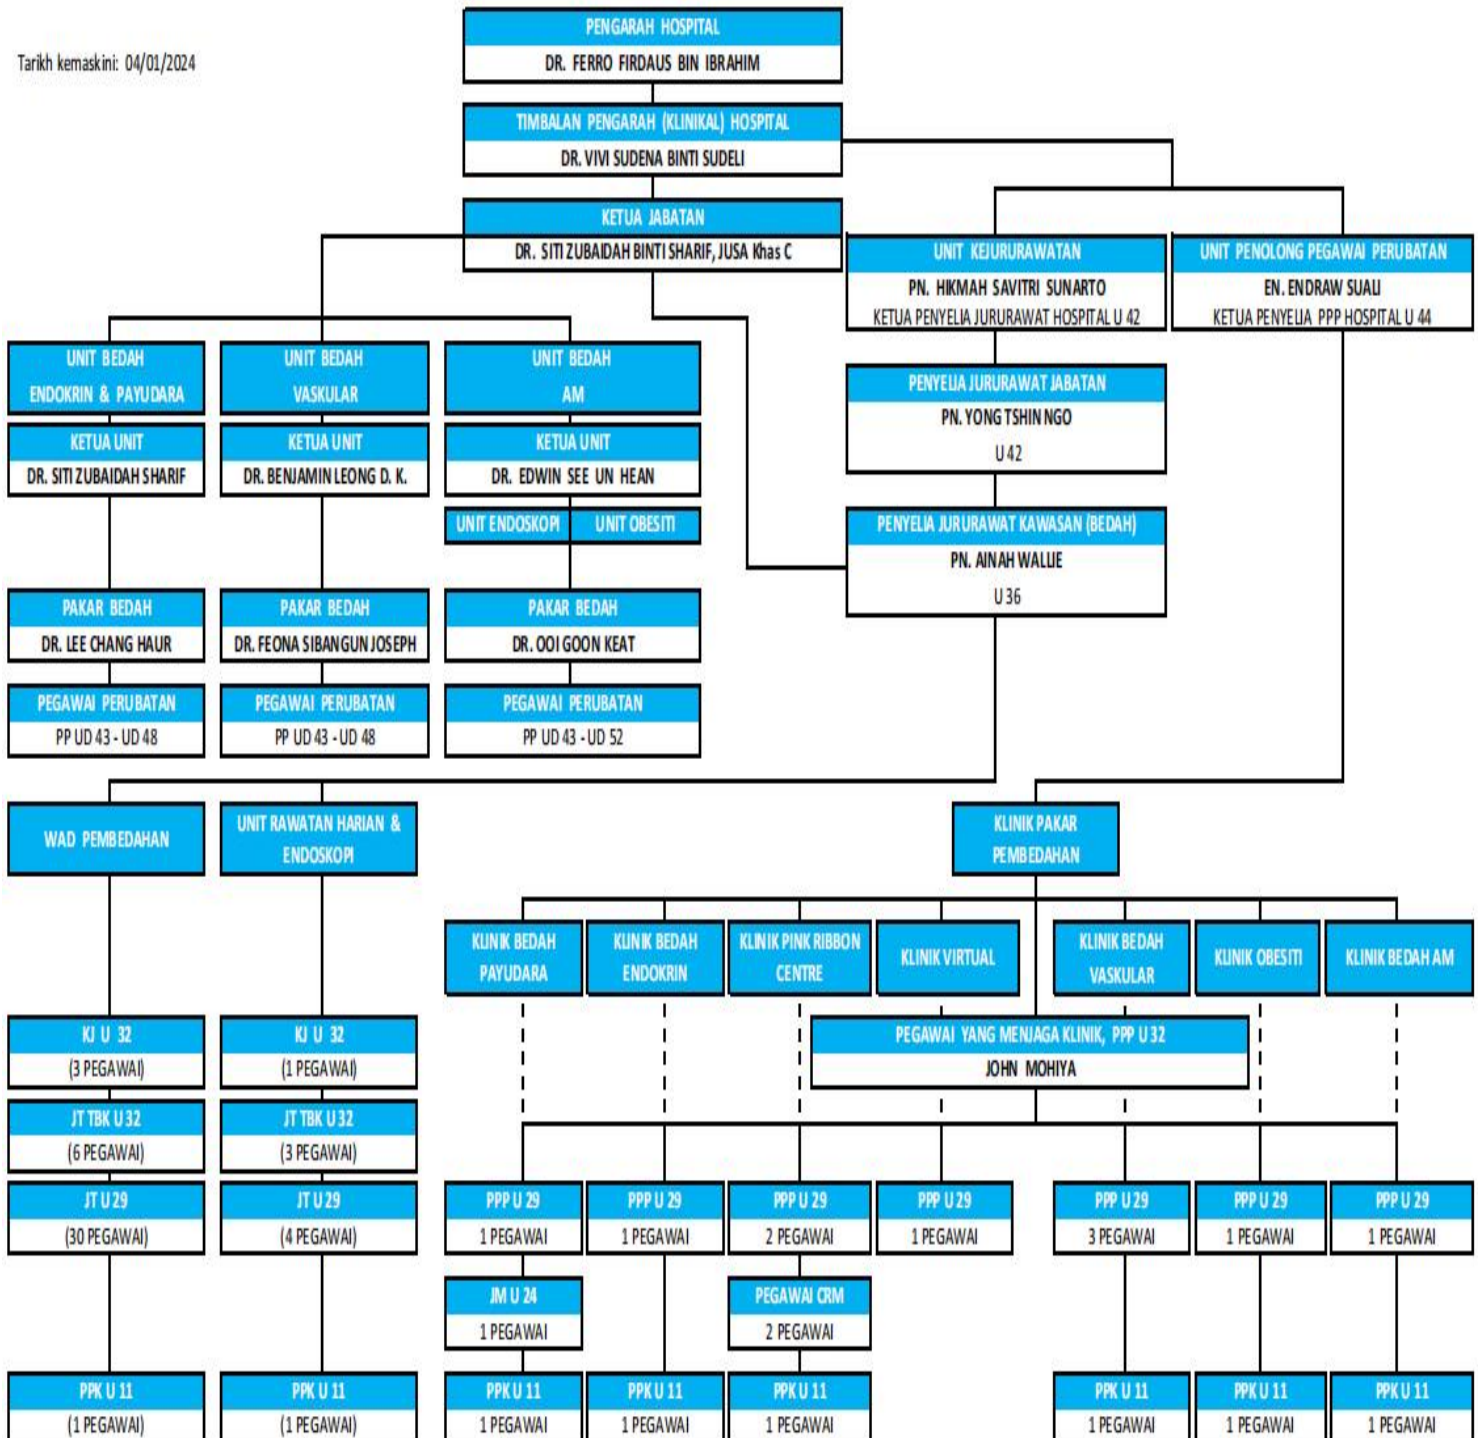 Tarikh kemaskini: 04/01/2024
PENGARAH HOSPITAL
DR. FERRO FIRDAUS BIN IBRAHIM
TIMBALAN PENGARAH (KLINIKAL) HOSPITAL
DR. VIVI SUDENA BINTI SUDELI
KETUA JABATAN
DR. SITI ZUBAIDAH BINTI SHARIF, JUSA Khas C
UNIT KEJURURAWATAN
PN. HIKMAH SAVITRI SUNARTO
KETUA PENYELIA JURURAWAT HOSPITAL U 42
UNIT PENOLONG PEGAWAI PERUBATAN
EN. ENDRAW SUALI
KETUA PENYELIA PPP HOSPITAL U 44
UNIT BEDAH
ENDOKRIN & PAYUDARA
KETUA UNIT
DR. SITI ZUBAIDAH SHARIF
UNIT BEDAH
VASKULAR
KETUA UNIT
DR. BENJAMIN LEONG D. K.
UNIT BEDAH
AM
KETUA UNIT
DR. EDWIN SEE UN HEAN
UNIT ENDOSKOPI
UNIT OBESITI
PENYELIA JURURAWAT JABATAN
PN. YONG TSHIN NGO
U 42
PENYELIA JURURAWAT KAWASAN (BEDAH)
PN. AINAH WALLIE
U 36
PAKAR BEDAH
DR. LEE CHANG HAUR
PAKAR BEDAH
DR. FEONA SIBANGUN JOSEPH
PAKAR BEDAH
DR. OOI GOON KEAT
PEGAWAI PERUBATAN
PP UD 43 - UD 48
PEGAWAI PERUBATAN
PP UD 43 - UD 48
PEGAWAI PERUBATAN
PP UD 43 - UD 52
WAD PEMBEDAHAN
UNIT RAWATAN HARIAN &
ENDOSKOPI
KLINIK PAKAR
PEMBEDAHAN
KLINIK BEDAH
PAYUDARA
KLINIK BEDAH
ENDOKRIN
KLINIK PINK RIBBON
CENTRE
KLINIK VIRTUAL
KLINIK BEDAH
VASKULAR
KLINIK OBESITI
KLINIK BEDAH AM
KJ U 32
(3 PEGAWAI)
KJ U 32
(1 PEGAWAI)
PEGAWAI YANG MENJAGA KLINIK, PPP U 32
JOHN MOHIYA
JT TBK U 32
(6 PEGAWAI)
JT TBK U 32
(3 PEGAWAI)
JT U 29
(30 PEGAWAI)
JT U 29
(4 PEGAWAI)
PPP U 29
1 PEGAWAI
PPP U 29
1 PEGAWAI
PPP U 29
2 PEGAWAI
PPP U 29
1 PEGAWAI
PPP U 29
3 PEGAWAI
PPP U 29
1 PEGAWAI
PPP U 29
1 PEGAWAI
JM U 24
1 PEGAWAI
PEGAWAI CRM
2 PEGAWAI
PPK U 11
(1 PEGAWAI)
PPK U 11
(1 PEGAWAI)
PPK U 11
1 PEGAWAI
PPK U 11
1 PEGAWAI
PPK U 11
1 PEGAWAI
PPK U 11
1 PEGAWAI
PPK U 11
1 PEGAWAI
PPK U 11
1 PEGAWAI